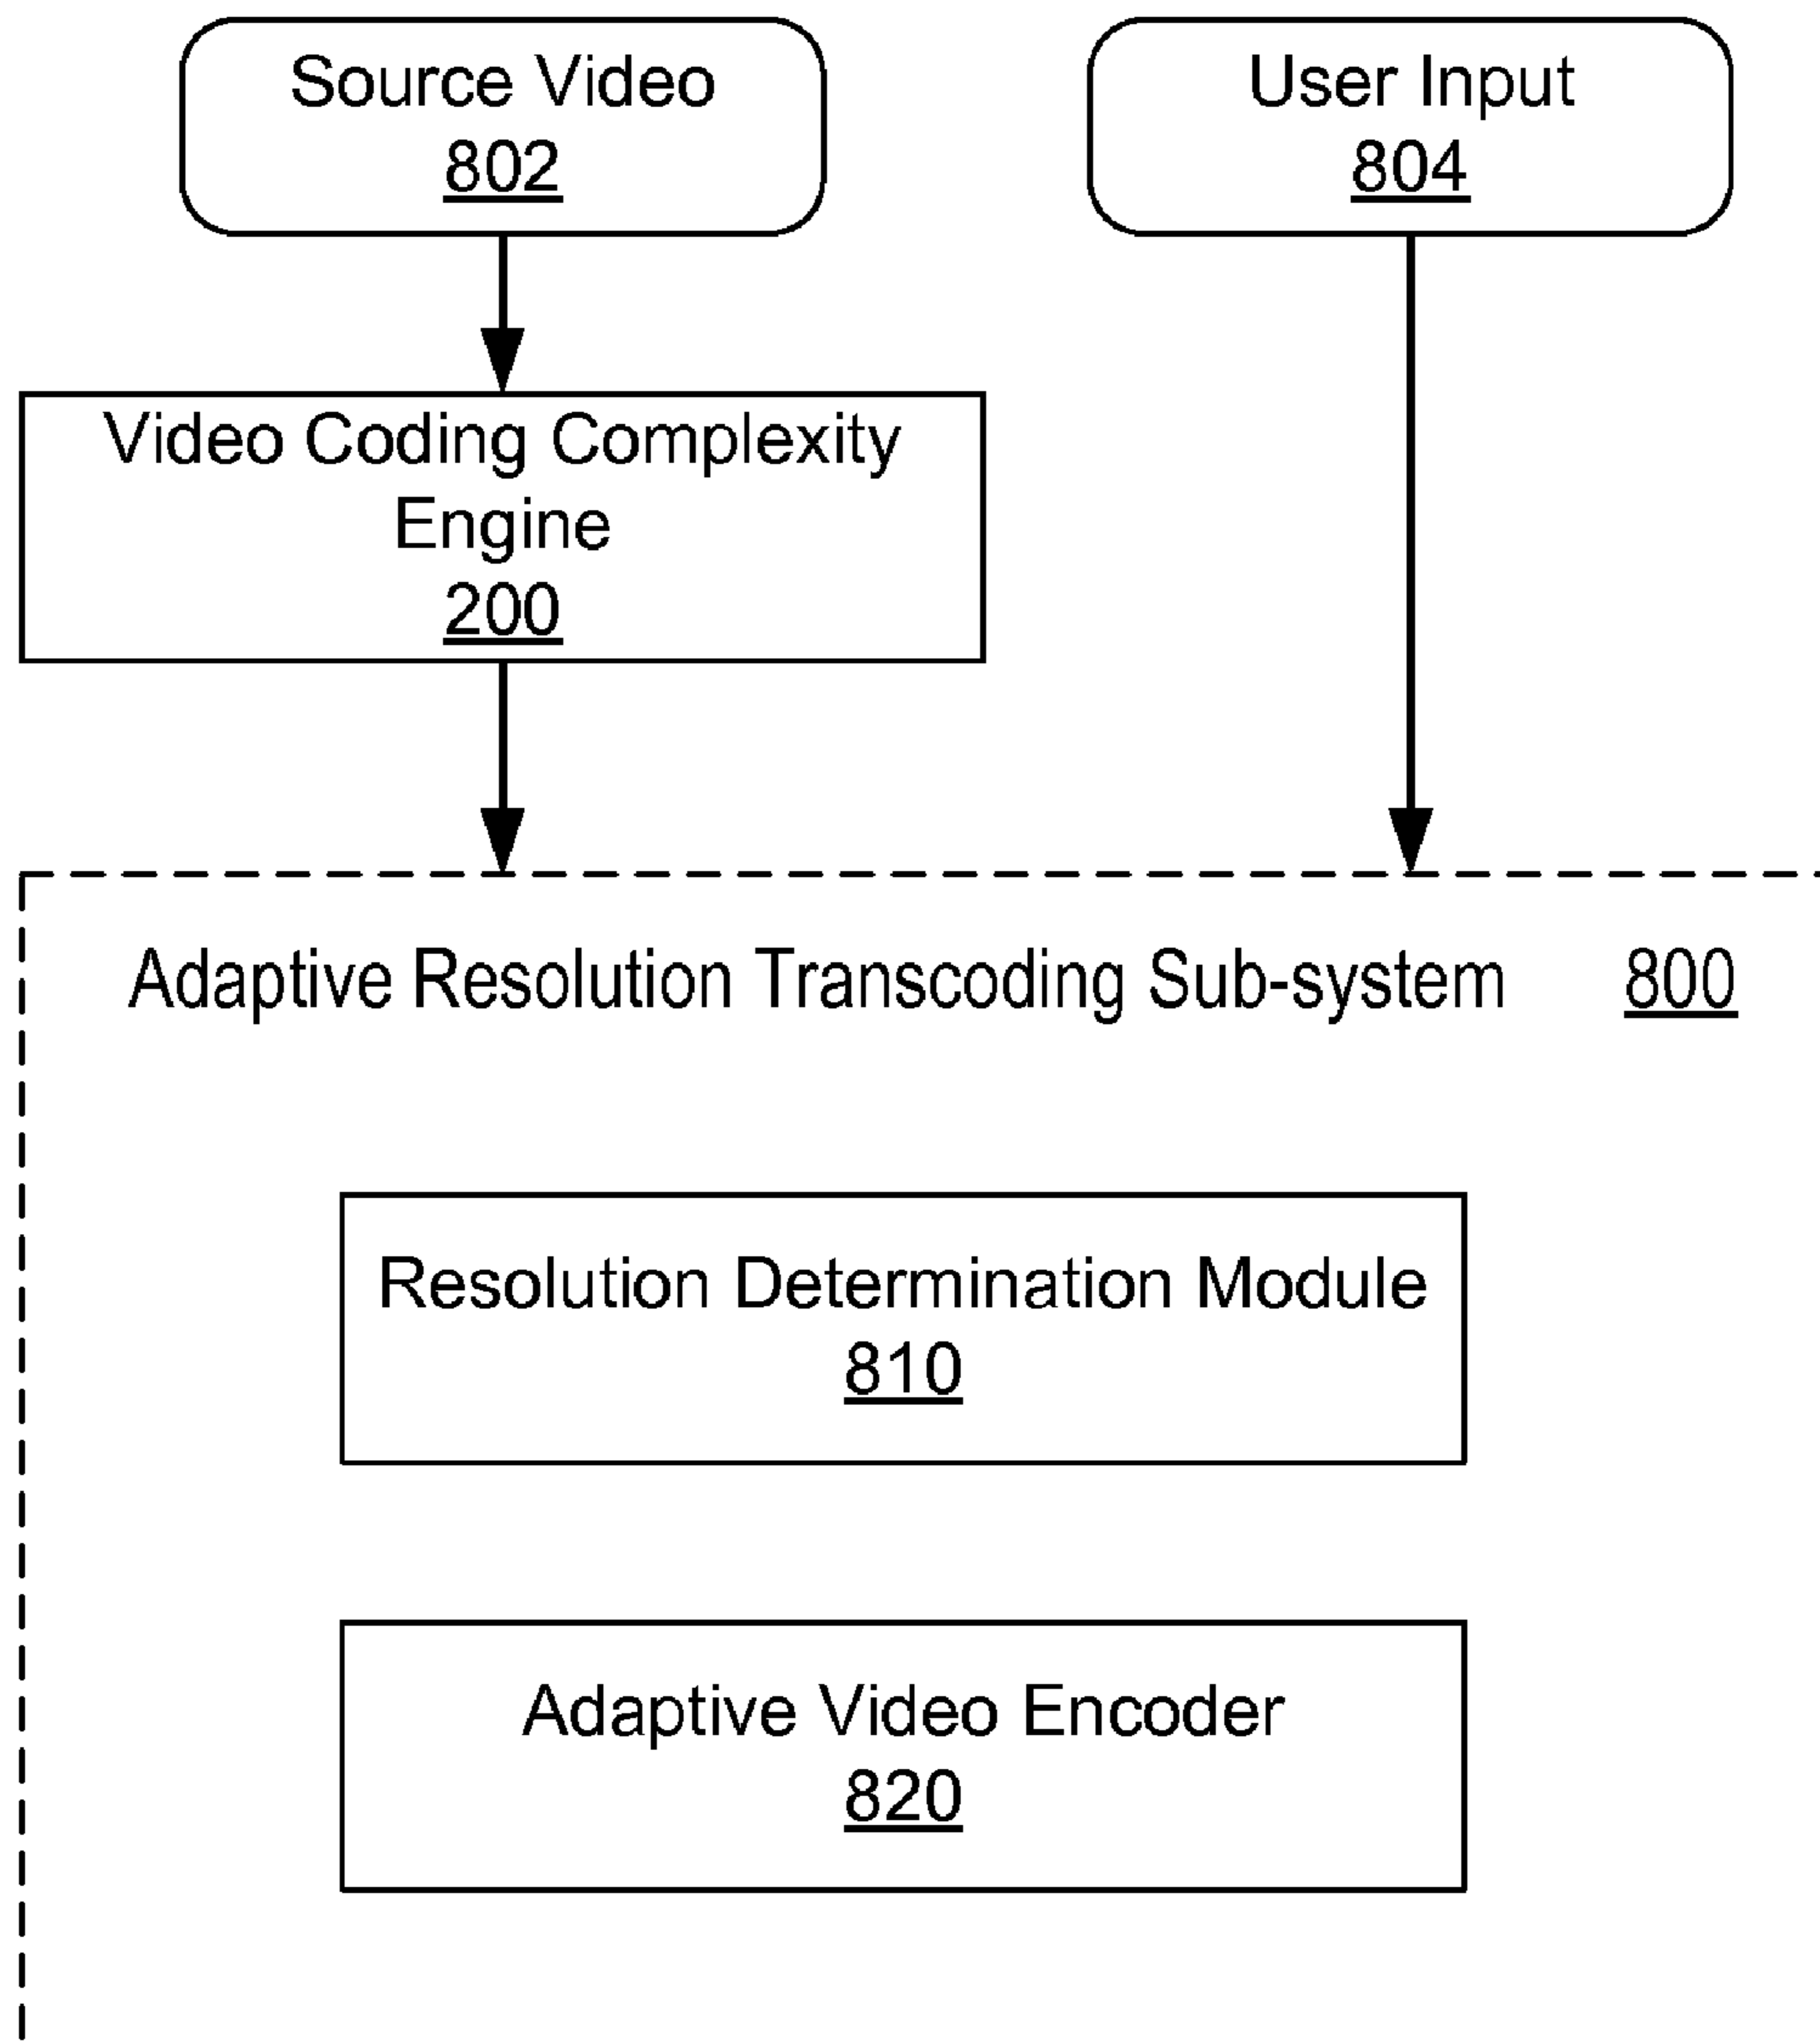 Source Video
802
User Input
804
Video Coding Complexity
Engine
200
Adaptive Resolution Transcoding Sub-system 800
Resolution Determination Module
810
Adaptive Video Encoder
820